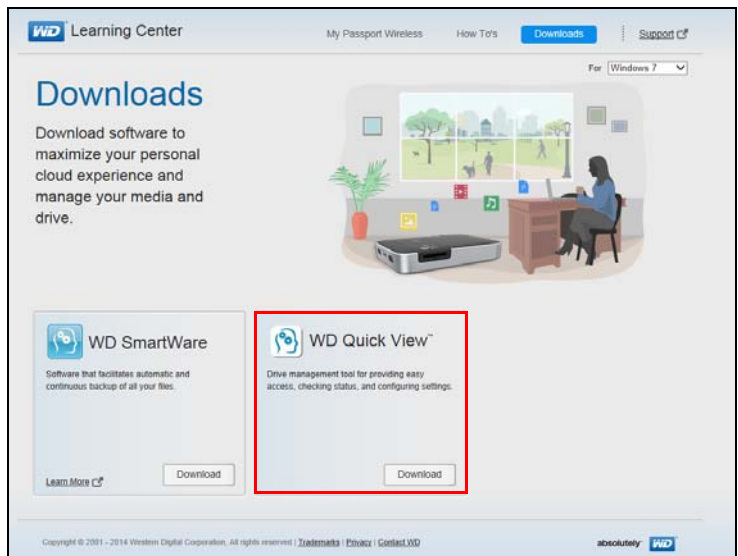 WD Learning Center
My Passport Wireless How To's Downloads Support
For Windows 7
Downloads
Download software to
maximize your personal
cloud experience and
manage your media and
drive.
WD SmartWare
Software that facilitates automatic and
continuous backup of all your files.
Learn More
Download
WD Quick View™
Drive management tool for providing easy
access, checking status, and configuring settings.
Download
Copyright © 2001 - 2014 Western Digital Corporation, All rights reserved | Trademarks | Privacy | Contact WD
absolutely WD